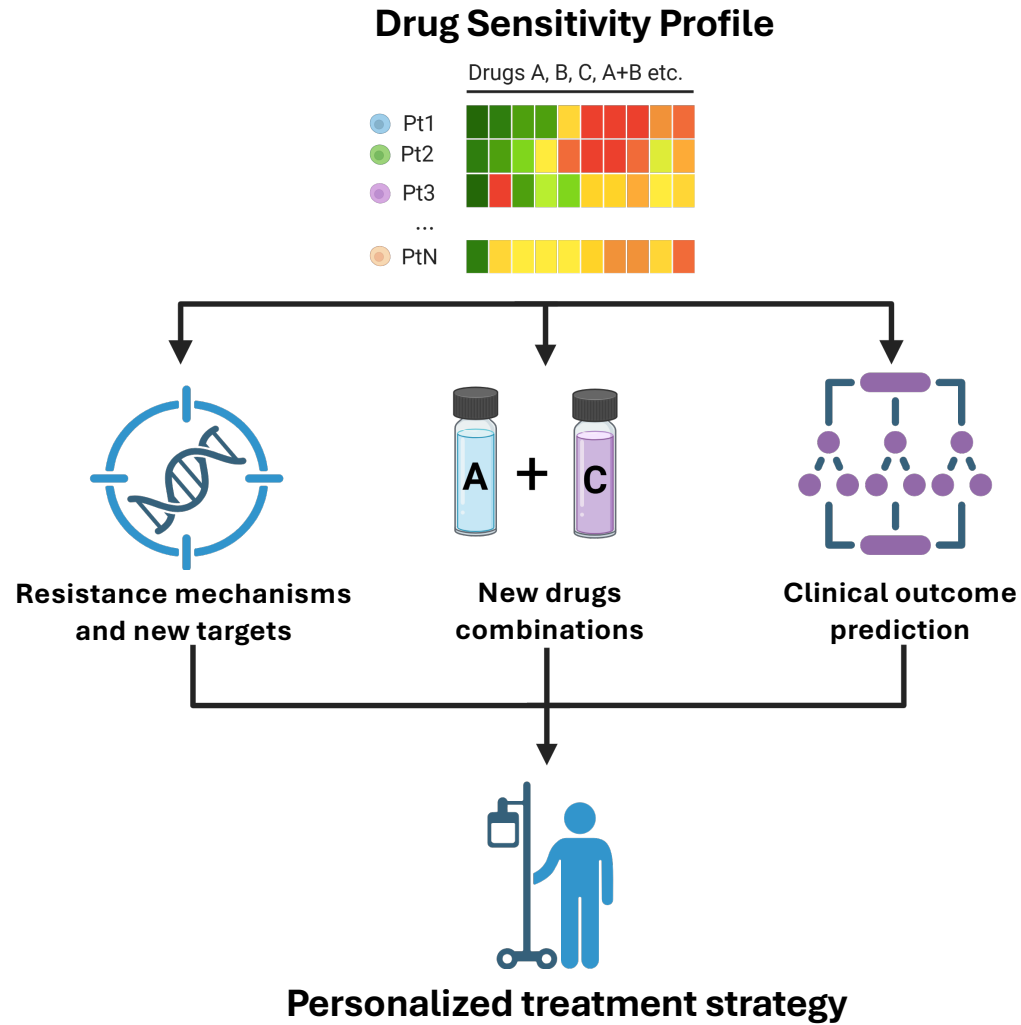 Drug Sensitivity Profile
Drugs A, B, C, A+B etc.
Pt1
Pt2
Pt3
...
PtN
A + C
Resistance mechanisms
and new targets
New drugs
combinations
Clinical outcome
prediction
Personalized treatment strategy